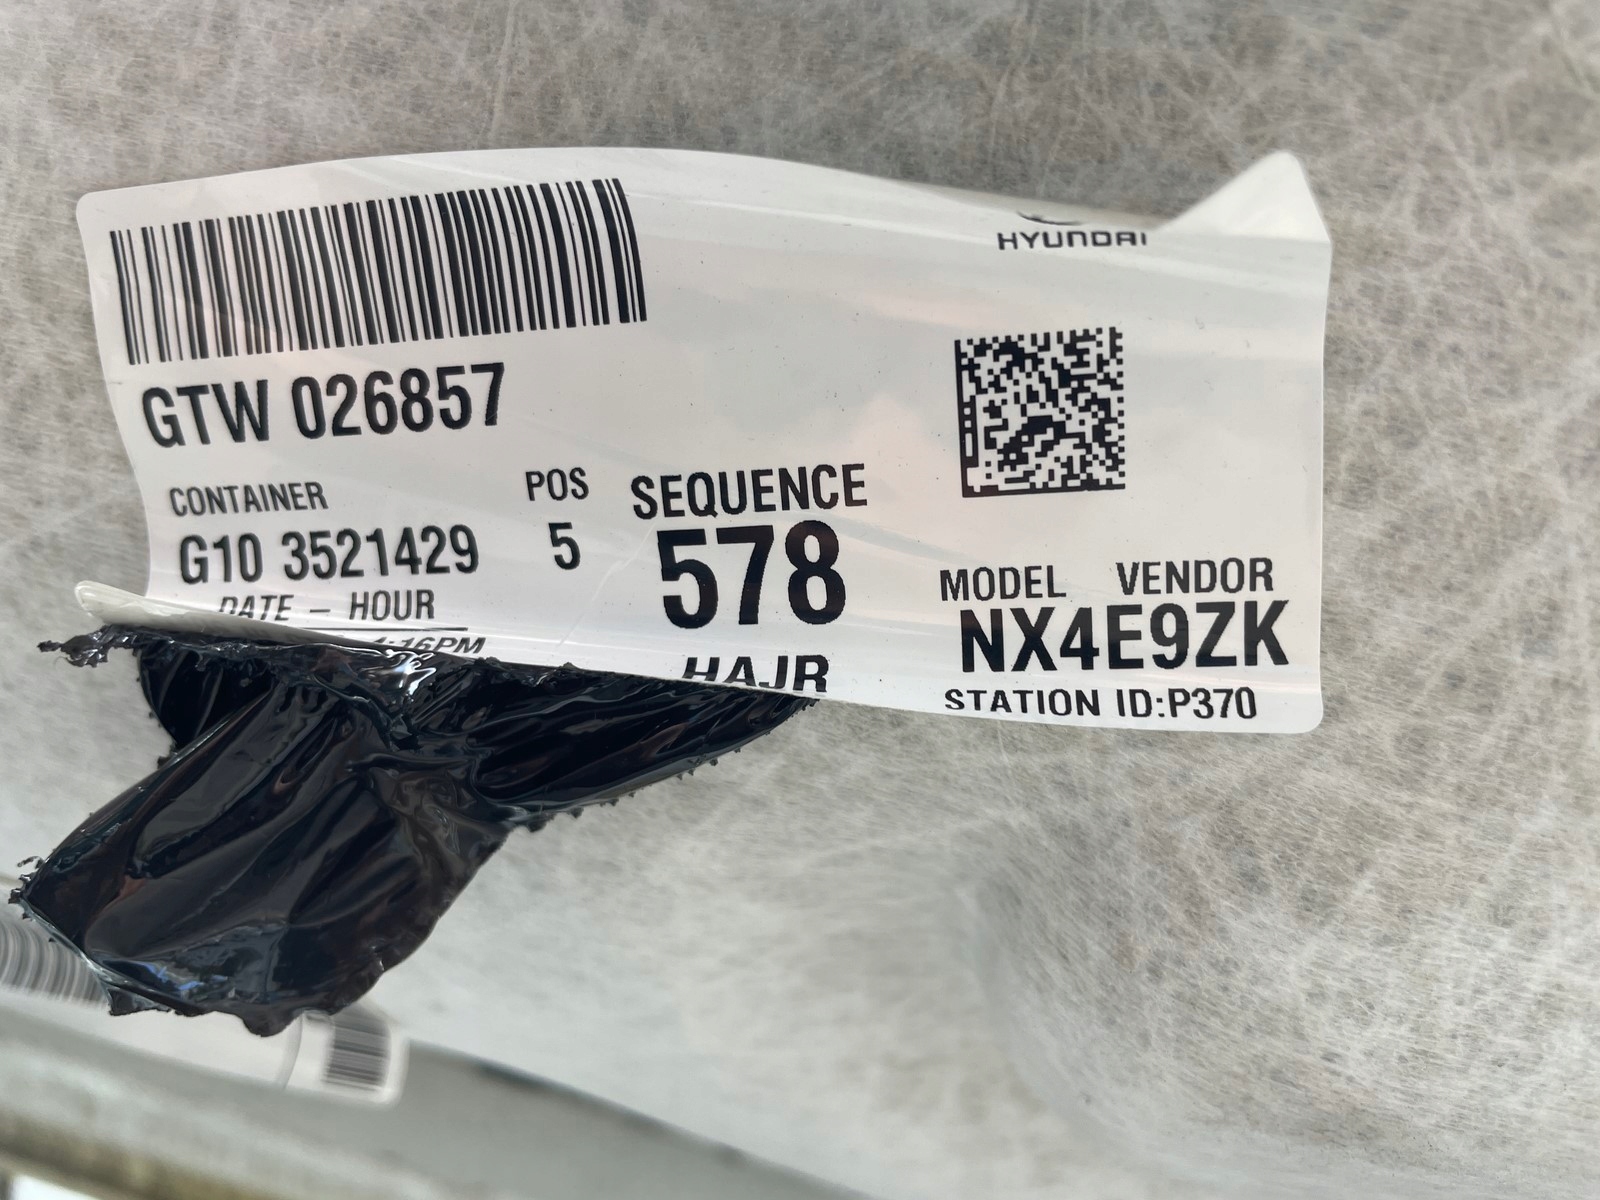 HYUNDAI
GTW 026857
CONTAINER POS SEQUENCE
G10 3521429 5 578
MODEL VENDOR
NX4E9ZK
DATE – HOUR
HAJR
STATION ID:P370